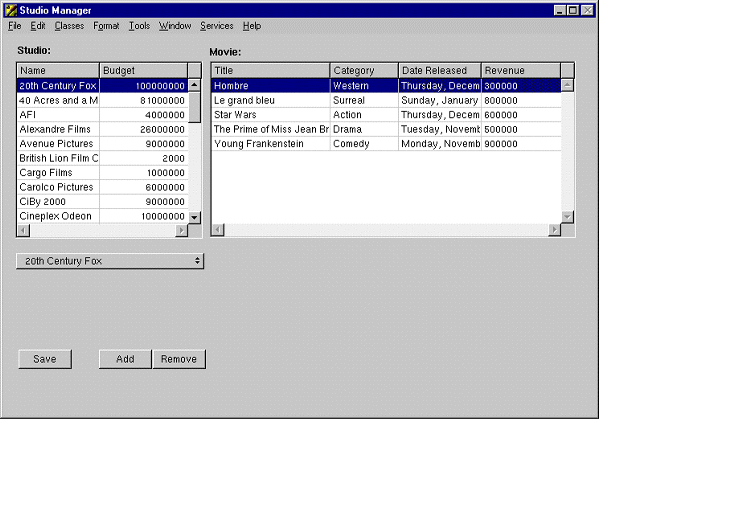 Studio Manager
File Edit Classes Format Tools Window Services Help
Studio:
Movie:
Name Budget
20th Century Fox 100000000
40 Acres and a M 81000000
AFI 4000000
Alexandre Films 26000000
Avenue Pictures 9000000
British Lion Film C 2000
Cargo Films 1000000
Carolco Pictures 6000000
CiBy 2000 9000000
Cineplex Odeon 10000000
Title Category Date Released Revenue
Hombre Western Thursday, Decem 300000
Le grand bleu Surreal Sunday, January 800000
Star Wars Action Thursday, Decem 600000
The Prime of Miss Jean Br Drama Tuesday, Novemb 500000
Young Frankenstein Comedy Monday, Novemb 900000
20th Century Fox
Save Add Remove